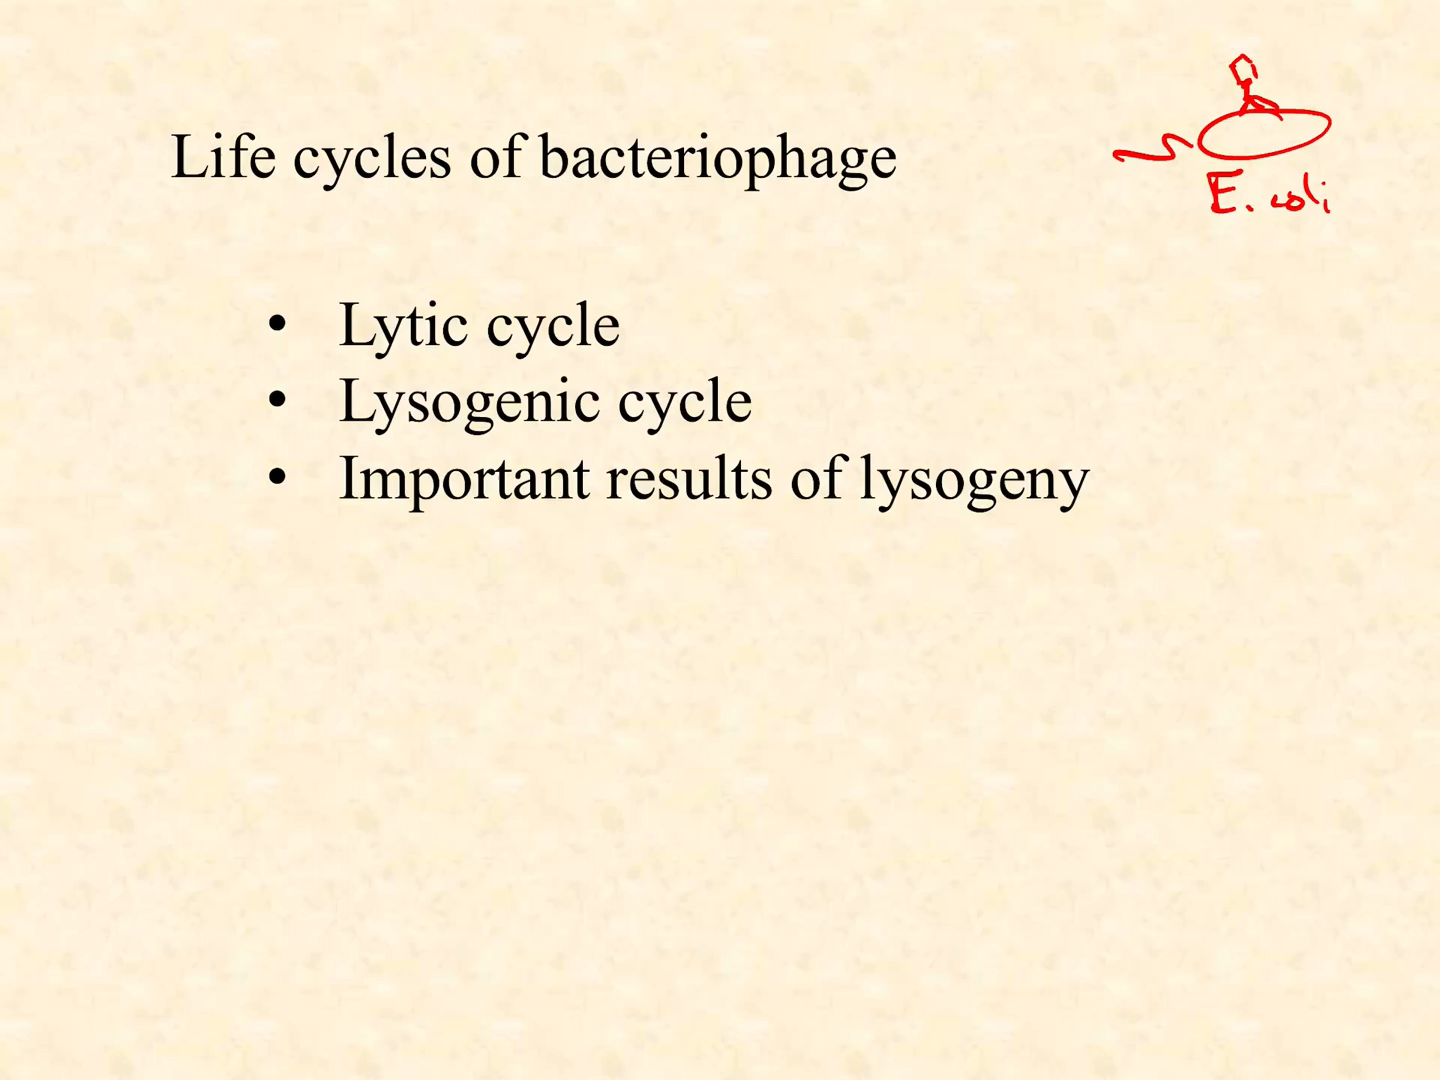 Life cycles of bacteriophage
E. coli
• Lytic cycle
• Lysogenic cycle
• Important results of lysogeny